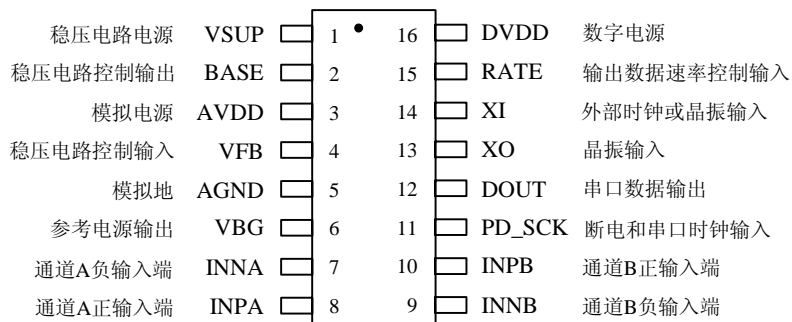 稳压电路电源 VSUP 1 16 DVDD 数字电源
稳压电路控制输出 BASE 2 15 RATE 输出数据速率控制输入
模拟电源 AVDD 3 14 XI 外部时钟或晶振输入
稳压电路控制输入 VFB 4 13 XO 晶振输入
模拟地 AGND 5 12 DOUT 串口数据输出
参考电源输出 VBG 6 11 PD_SCK 断电和串口时钟输入
通道A负输入端 INNA 7 10 INPB 通道B正输入端
通道A正输入端 INPA 8 9 INNB 通道B负输入端